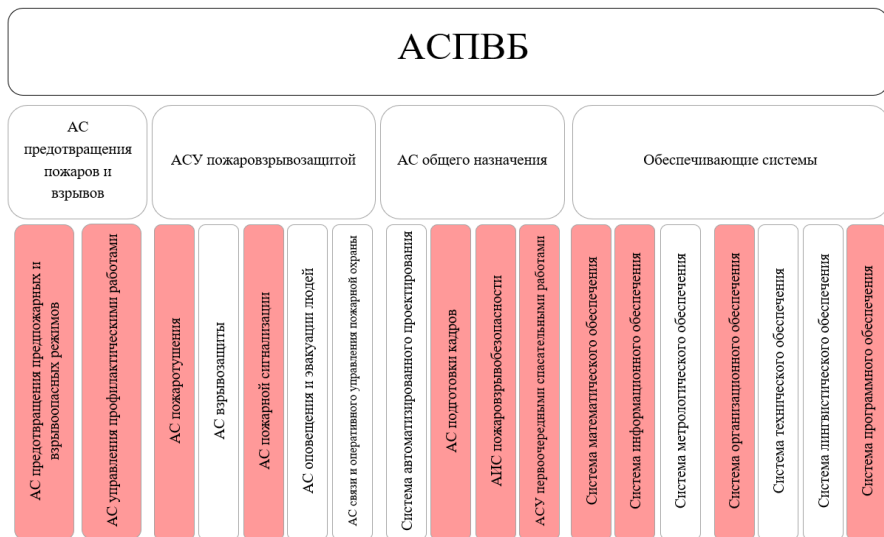 АСПВБ
АС
предотвращения
пожаров и
взрывов
АСУ пожаровзрывозащитой
АС общего назначения
Обеспечивающие системы
АС предотвращения предпожарных и
взрывоопасных режимов
АС управления профилактическими работами
АС пожаротушения
АС взрывозащиты
АС пожарной сигнализации
АС оповещения и эвакуации людей
АС связи и оперативного управления пожарной охраны
Система автоматизированного проектирования
АС подготовки кадров
АПС пожаровзрывобезопасности
АСУ первоочередными спасательными работами
Система математического обеспечения
Система информационного обеспечения
Система метрологического обеспечения
Система организационного обеспечения
Система технического обеспечения
Система лингвистического обеспечения
Система программного обеспечения